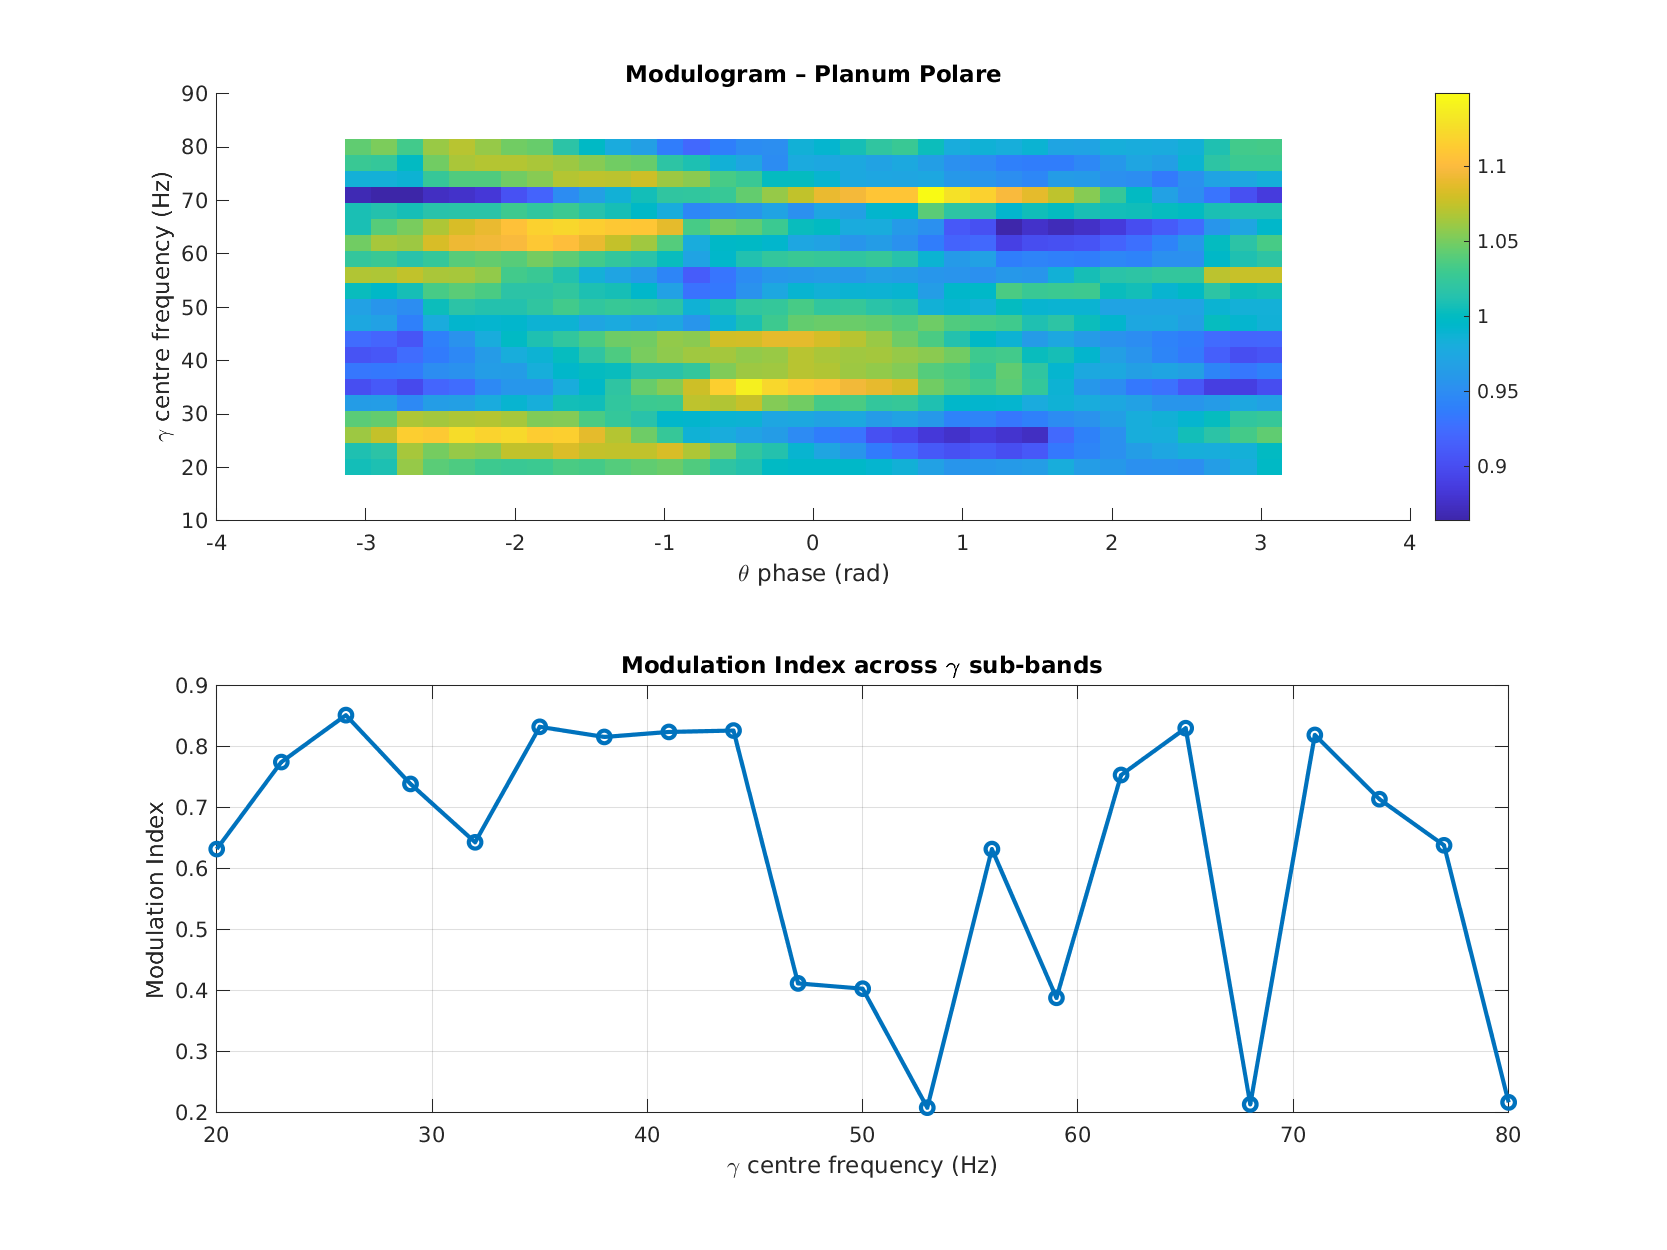 Modulogram – Planum Polare
γ centre frequency (Hz)
90
80
70
60
50
40
30
20
10
-4 -3 -2 -1 0 1 2 3 4
θ phase (rad)
1.1
1.05
1
0.95
0.9
Modulation Index across γ sub-bands
Modulation Index
0.9
0.8
0.7
0.6
0.5
0.4
0.3
0.2
20 30 40 50 60 70 80
γ centre frequency (Hz)